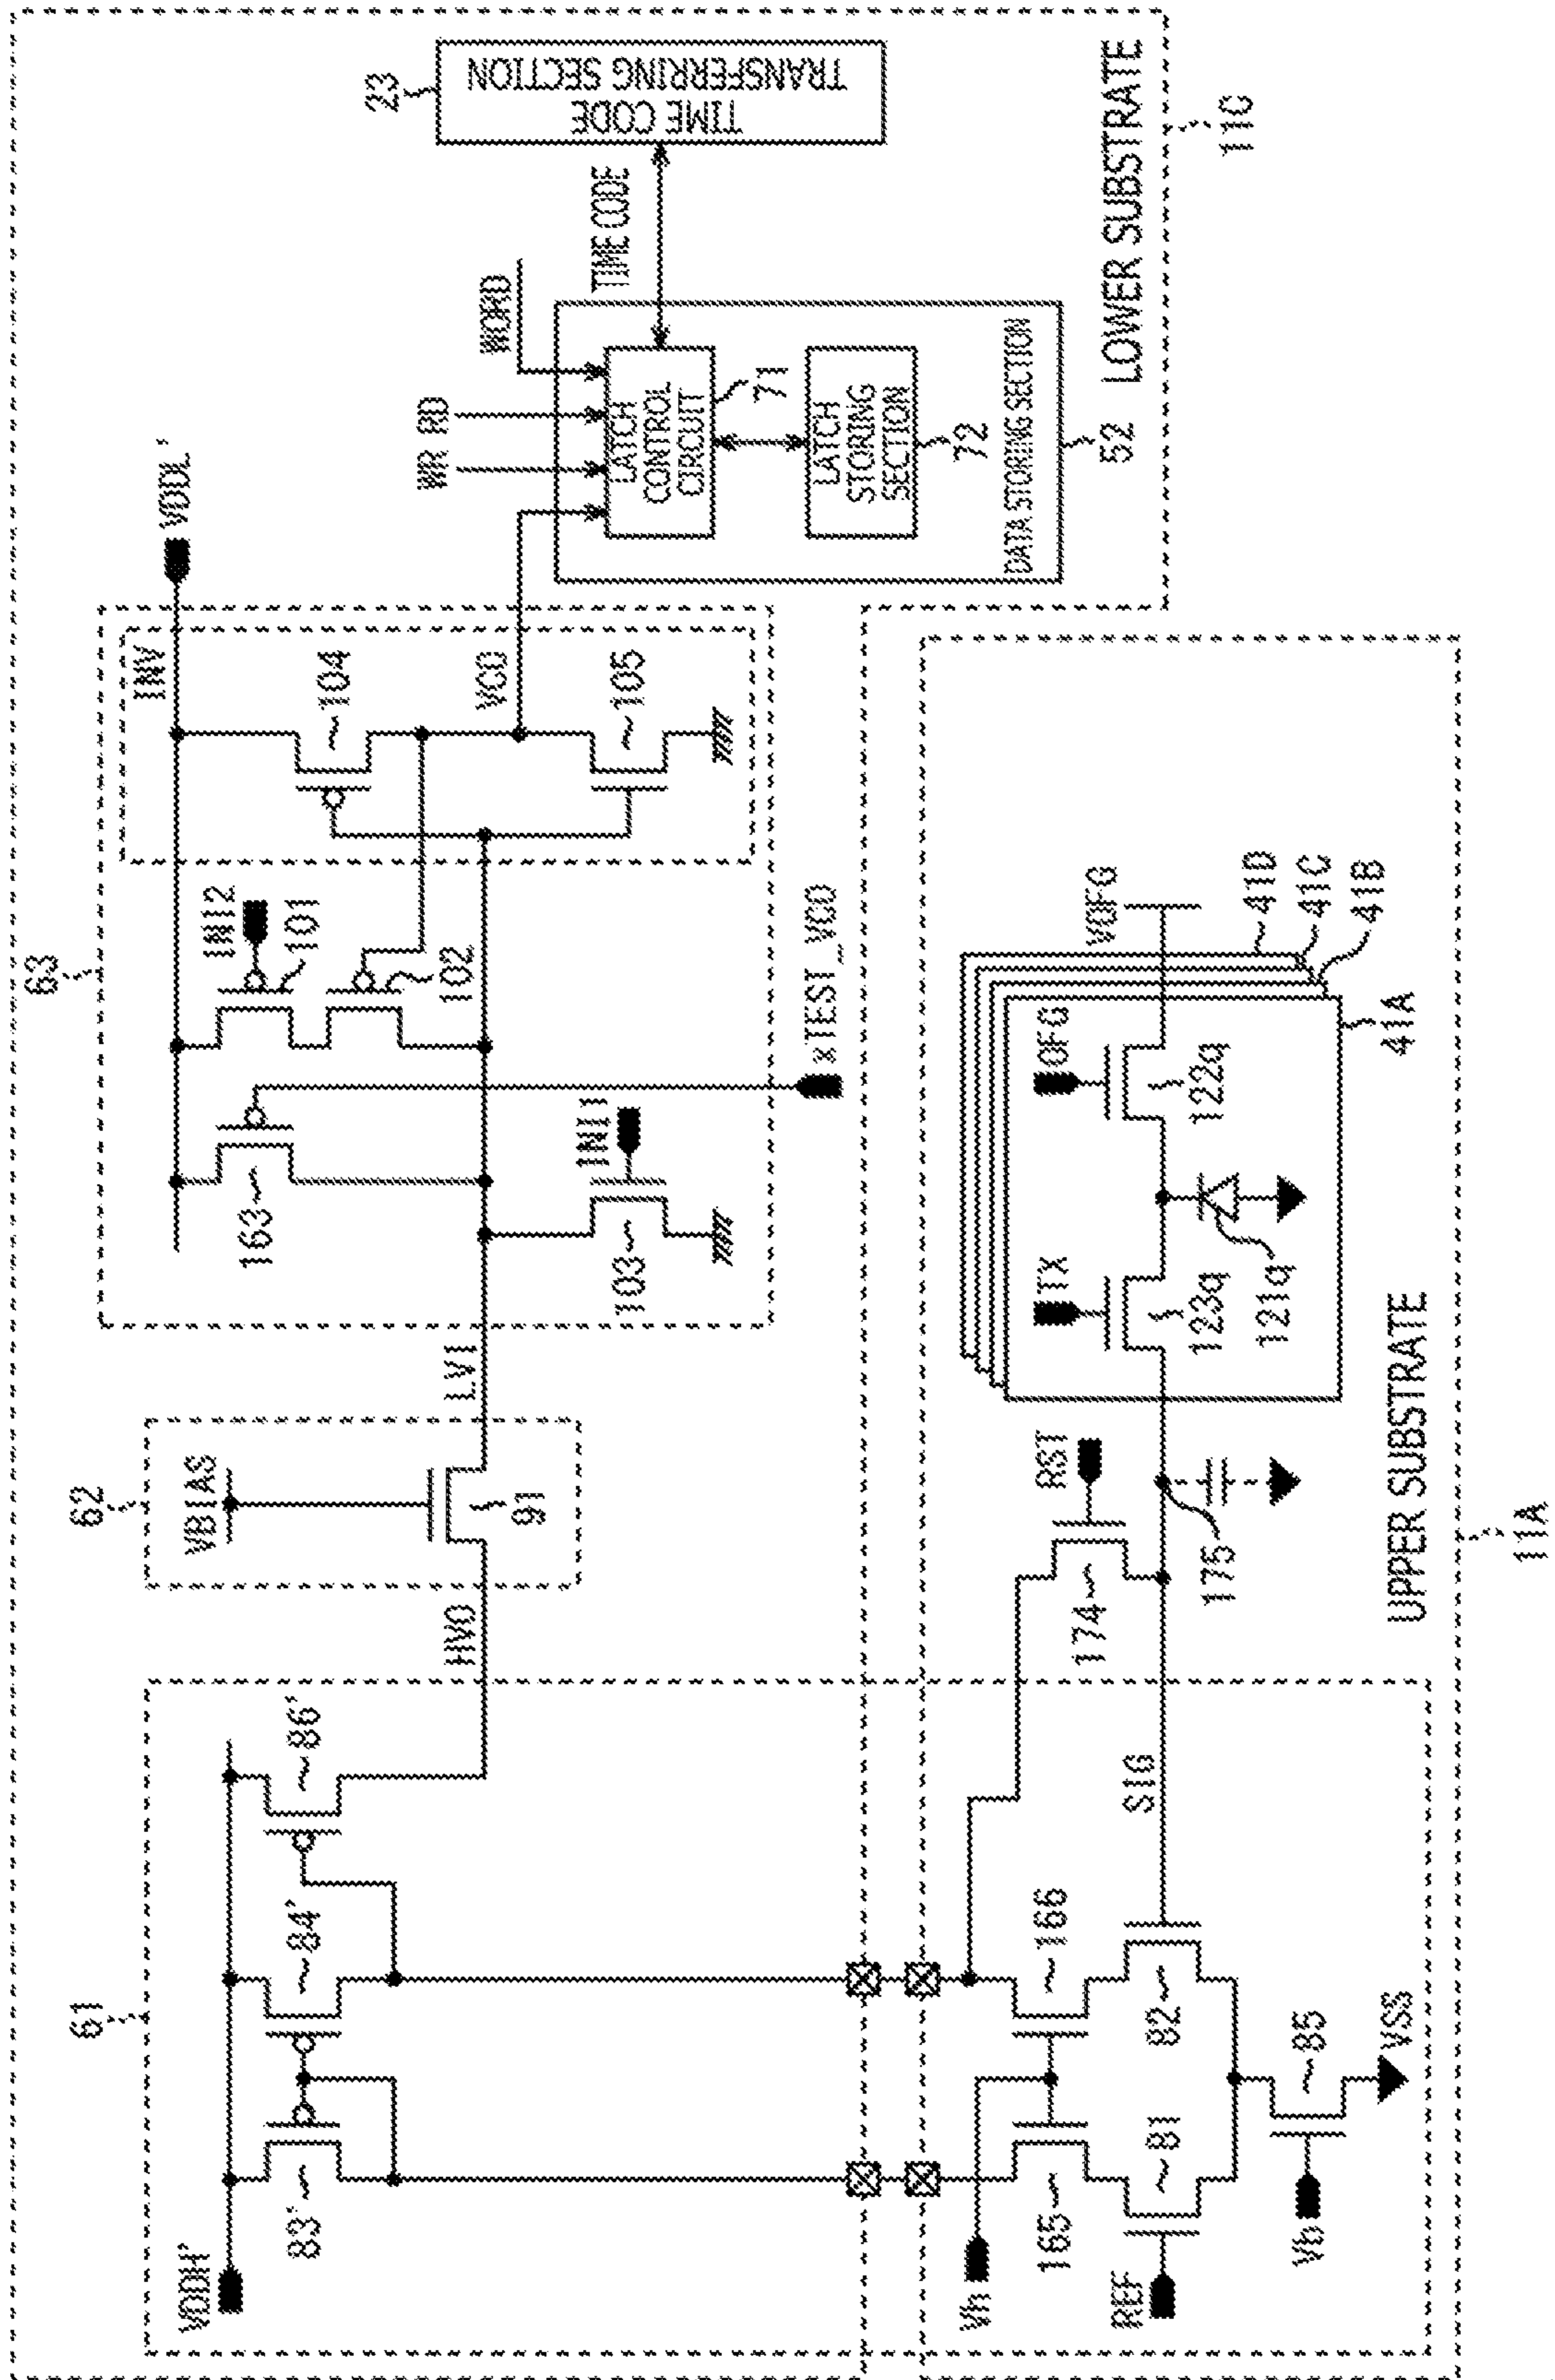 61
VDDH'
83'
84'
86'
HVO
62
VBIAS
91
LVI
63
163
INI2
101
102
103
INI1
xTEST_VCO
INV
104
VCO
105
VDDL'
WR
RD
WORD
LATCH
CONTROL
CIRCUIT
71
LATCH
STORING
SECTION
72
DATA STORING SECTION
52
TIME CODE
23
TIME CODE
TRANSFERRING SECTION
LOWER SUBSTRATE
11C
Vh
165
166
REF
81
82
Vb
85
VSS
SIG
174
RST
175
TX
123q
121q
OFG
122q
VOFG
41D
41C
41B
41A
UPPER SUBSTRATE
11A